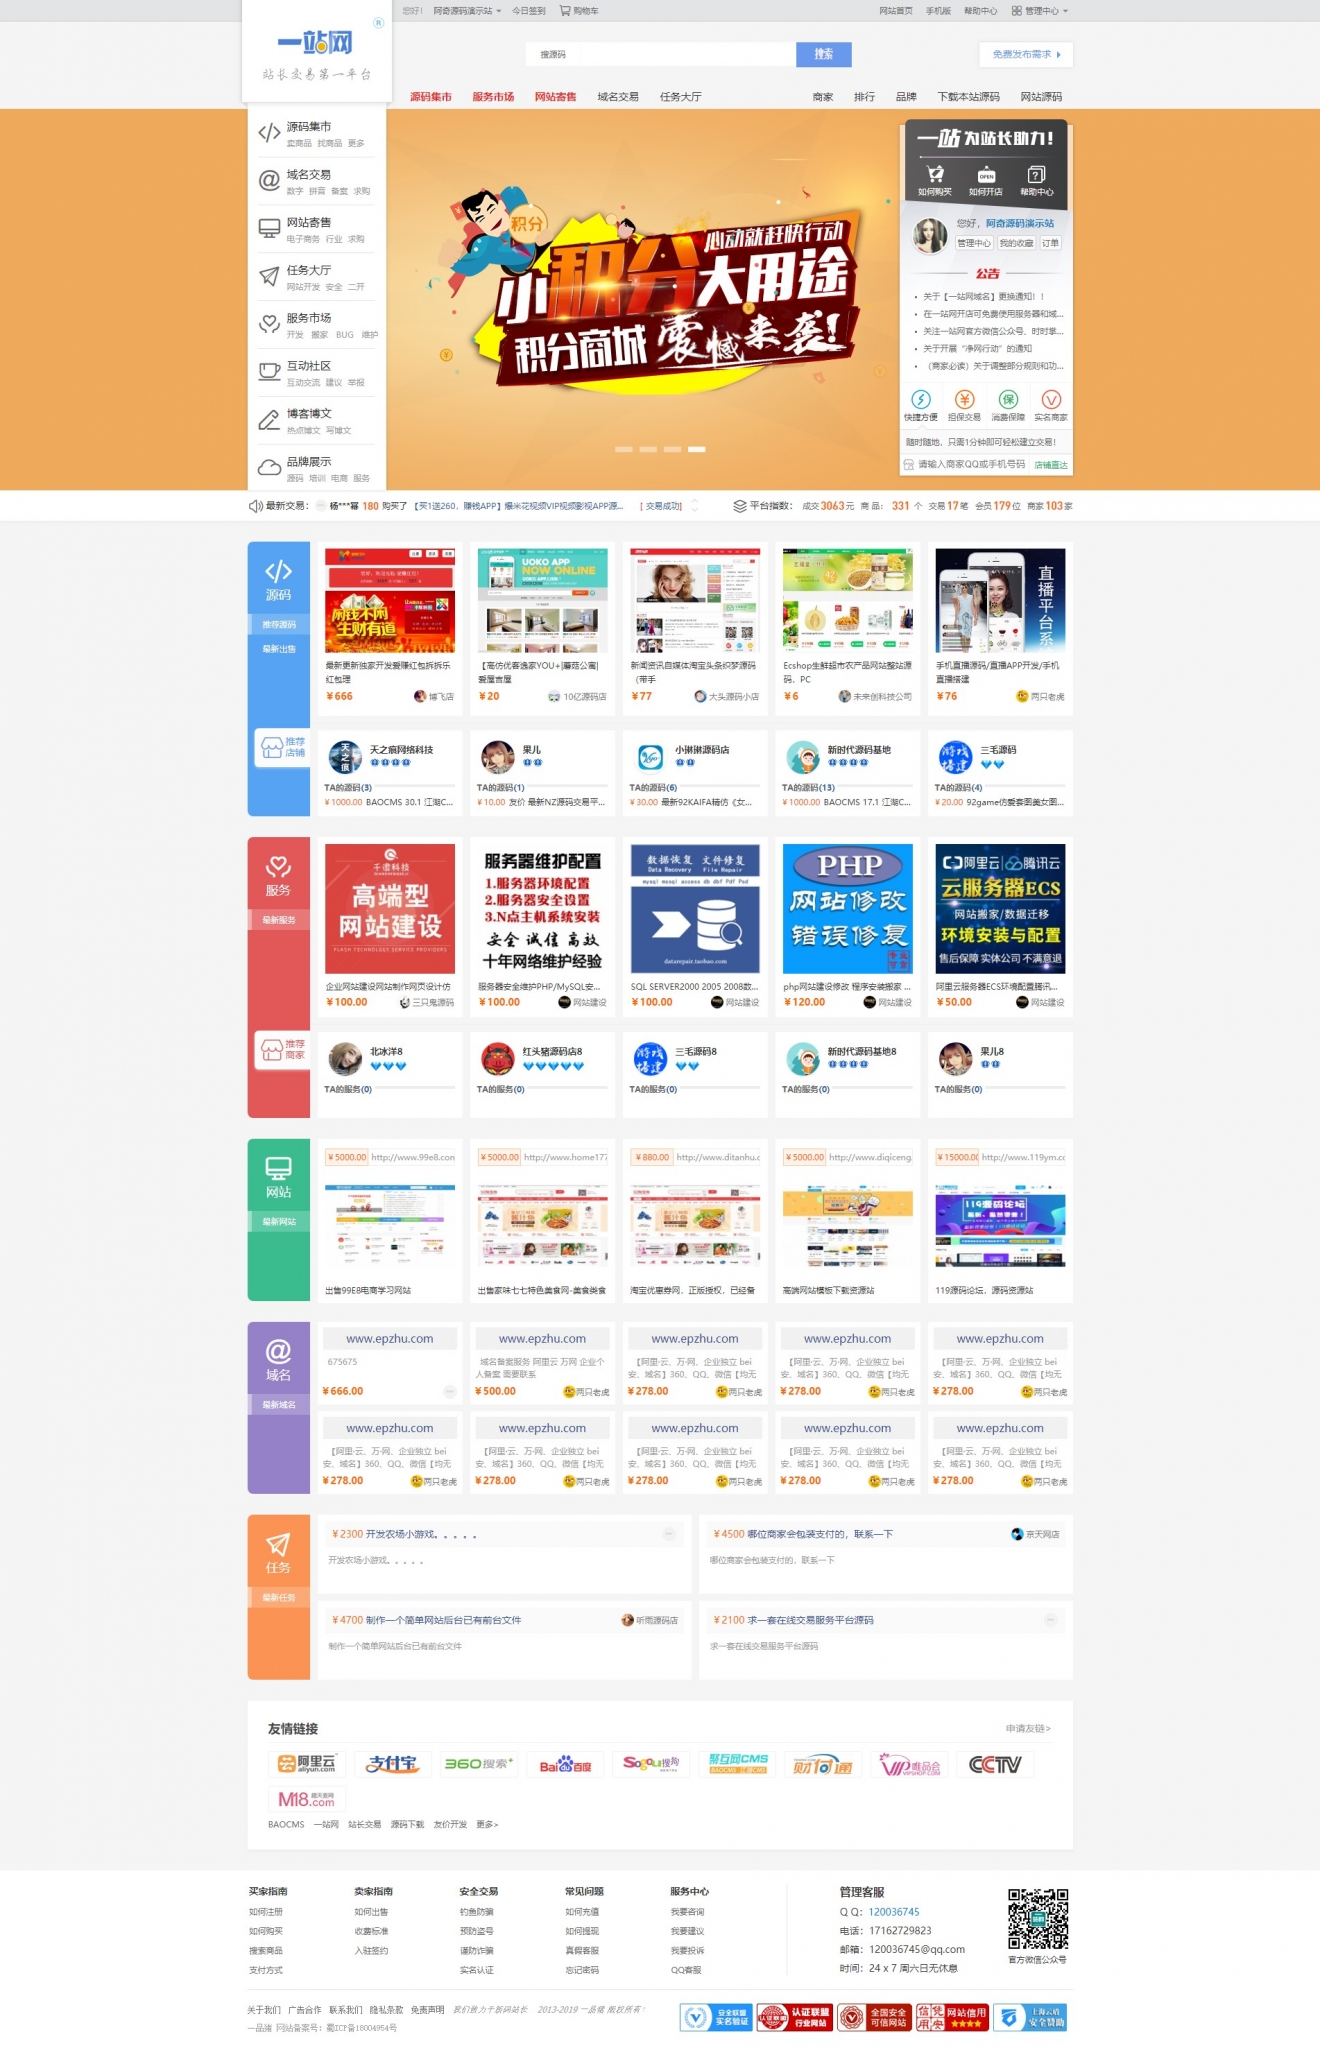 您好! 阿奇源码演示站 今日签到 购物车 网站首页 手机版 帮助中心 管理中心
一站网
站长交易第一平台
搜源码 搜索 免费发布需求
源码集市 服务市场 网站寄售 域名交易 任务大厅 商家 排行 品牌 下载本站源码 网站源码
源码集市
卖商品 找商品 更多
域名交易
数字 拼音 备案 求购
网站寄售
电子商务 行业 求购
任务大厅
网站开发 安全 二开
服务市场
开发 搬家 BUG 维护
互动社区
互动交流 建议 举报
博客博文
热点博文 写博文
品牌展示
源码 培训 电商 服务
积分
心动就赶快行动
小积分大用途
积分商城 震憾来袭!
一站为站长助力!
如何购买 如何开店 帮助中心
您好，阿奇源码演示站
管理中心 我的收藏 订单
公告
关于【一站网域名】更换通知！！
在一站网开店可免费使用服务器和域...
关注一站网官方微信公众号、时时掌...
关于开展“净网行动”的通知
（商家必读）关于调整部分规则和功...
快捷方便 担保交易 消费保障 实名商家
随时随地，只需1分钟即可轻松建立交易!
请输入商家QQ或手机号码 店铺直达
最新交易： 杨***幂 180 购买了 【买1送260，赚钱APP】爆米花视频VIP视频影视APP源... [ 交易成功] 平台指数： 成交3063元 商品： 331 个 交易17笔 会员179位 商家103家
源码
推荐源码
最新出售
推荐
店铺
UOKO APP
NOW ONLINE
闲钱不闲
生财有道
直播平台系
最新更新独家开发爱赚红包拆拆乐
红包理
¥666 博飞店
【高仿优客逸家YOU+|蘑菇公寓|
爱屋吉屋
¥20 10亿源码店
新闻资讯自媒体淘宝头条织梦源码
（带手
¥77 大头源码小店
Ecshop生鲜超市农产品网站整站源
码、PC
¥6 未来创科技公司
手机直播源码/直播APP开发/手机
直播搭建
¥76 两只老虎
天之痕网络科技
TA的源码(3)
¥1000.00 BAOCMS 30.1 江湖C...
果儿
TA的源码(1)
¥10.00 友价 最新NZ源码交易平...
小琳琳源码店
TA的源码(6)
¥30.00 最新92KAIFA精仿《女...
新时代源码基地
TA的源码(13)
¥1000.00 BAOCMS 17.1 江湖C...
游戏
搭建
三毛源码
TA的源码(4)
¥20.00 92game仿爱套图美女图...
服务
最新服务
推荐
商家
千谭科技
高端型
网站建设
FLASH TECHNOLOGY SERVICE PROVIDERS
服务器维护配置
1.服务器环境配置
2.服务器安全设置
3.N点主机系统安装
安全 诚信 高效
十年网络维护经验
数据恢复 文件修复
Data Recovery File Repair
mysql mssql access db dbf Pdf Psd
datarepair.taobao.com
PHP
网站修改
错误修复
阿里云 腾讯云
云服务器ECS
网站搬家/数据迁移
环境安装与配置
售后保障 实体公司 不满意退
企业网站建设网站制作网页设计仿
¥100.00 三只鬼源码
服务器安全维护PHP/MySQL安...
¥100.00 网站建设
SQL SERVER2000 2005 2008数...
¥100.00 网站建设
php网站建设修改 程序安装搬家 ...
¥120.00 网站建设
阿里云服务器ECS环境配置腾讯...
¥50.00 网站建设
北冰洋8
TA的服务(0)
红头猪源码店8
TA的服务(0)
游戏
搭建
三毛源码8
TA的服务(0)
新时代源码基地8
TA的服务(0)
果儿8
TA的服务(0)
网站
最新网站
¥5000.00 http://www.99e8.com
出售99E8电商学习网站
¥5000.00 http://www.home177
出售家味七七特色美食网-美食类食
¥880.00 http://www.ditanhu.c
淘宝优惠券网，正版授权，已经备
¥5000.00 http://www.diqiceng.
高端网站模板下载资源站
¥15000.00 http://www.119ym.cc
119源码论坛
119源码论坛，源码资源站
域名
最新域名
www.epzhu.com
675675
¥666.00
www.epzhu.com
域名备案服务 阿里云 万网 企业个
人备案 需要联系
¥500.00 两只老虎
www.epzhu.com
【阿里·云、万·网、企业独立 bei
安、域名】360、QQ、微信【均无
¥278.00 两只老虎
www.epzhu.com
【阿里·云、万·网、企业独立 bei
安、域名】360、QQ、微信【均无
¥278.00 两只老虎
www.epzhu.com
【阿里·云、万·网、企业独立 bei
安、域名】360、QQ、微信【均无
¥278.00 两只老虎
www.epzhu.com
【阿里·云、万·网、企业独立 bei
安、域名】360、QQ、微信【均无
¥278.00 两只老虎
www.epzhu.com
【阿里·云、万·网、企业独立 bei
安、域名】360、QQ、微信【均无
¥278.00 两只老虎
www.epzhu.com
【阿里·云、万·网、企业独立 bei
安、域名】360、QQ、微信【均无
¥278.00 两只老虎
www.epzhu.com
【阿里·云、万·网、企业独立 bei
安、域名】360、QQ、微信【均无
¥278.00 两只老虎
www.epzhu.com
【阿里·云、万·网、企业独立 bei
安、域名】360、QQ、微信【均无
¥278.00 两只老虎
任务
最新任务
¥2300 开发农场小游戏。。。。。
开发农场小游戏。。。。。
¥4500 哪位商家会包装支付的，联系一下 京天网店
哪位商家会包装支付的，联系一下
¥4700 制作一个简单网站后台已有前台文件 听雨源码店
制作一个简单网站后台已有前台文件
¥2100 求一套在线交易服务平台源码
求一套在线交易服务平台源码
友情链接 申请友链>
阿里云 aliyun.com 支付宝 360搜索 Baidu百度 Sogou搜狗 聚互网CMS BAOCMS 江湖CMS 财付通 VIP唯品会 VIPSHOP.COM CCTV
M18.com
BAOCMS 一站网 站长交易 源码下载 友价开发 更多>
买家指南 卖家指南 安全交易 常见问题 服务中心 管理客服
如何注册 如何出售 钓鱼防骗 如何充值 我要咨询 Q Q：120036745
如何购买 收费标准 预防盗号 如何提现 我要建议 电话：17162729823
搜索商品 入驻签约 谨防诈骗 真假客服 我要投诉 邮箱：120036745@qq.com
支付方式 实名认证 忘记密码 QQ客服 时间：24 x 7 周六日无休息
官方微信公众号
关于我们 广告合作 联系我们 隐私条款 免责声明 我们致力于源码站长 2013-2019 一品猪 版权所有!
一品猪 网站备案号：蜀ICP备18004954号
安全联盟 实名验证 认证联盟 行业网站 全国安全 可信网站 信凭用安 网站信用 上海云盾 安全赞助